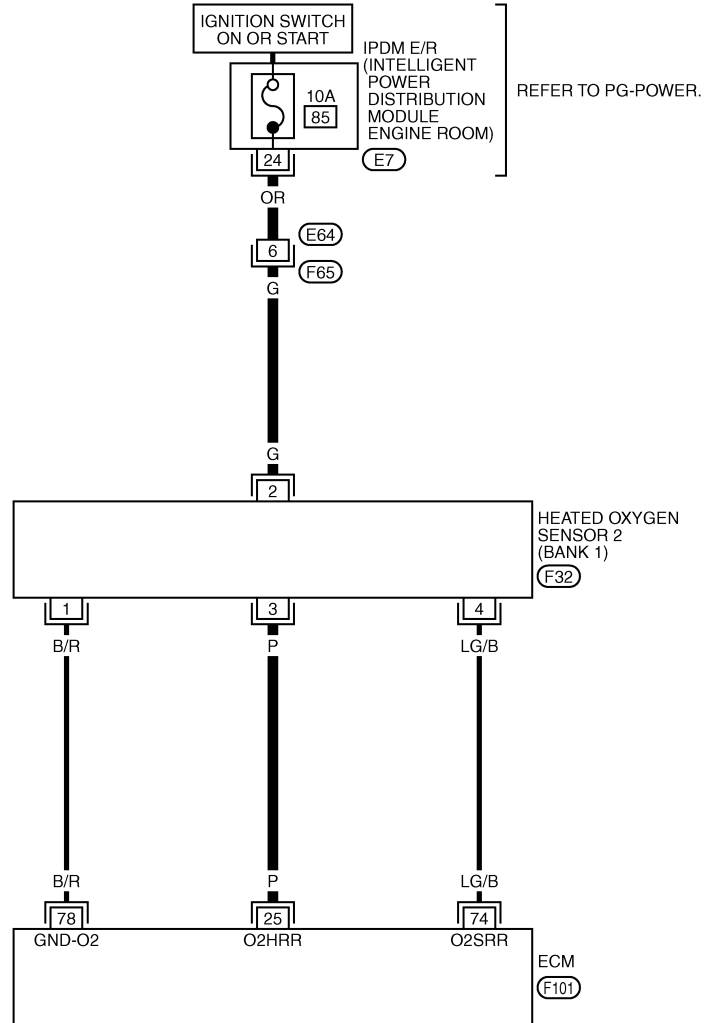 IGNITION SWITCH
ON OR START
IPDM E/R
(INTELLIGENT
POWER
DISTRIBUTION
MODULE
ENGINE ROOM)
REFER TO PG-POWER.
10A
85
24
E7
OR
E64
6
F65
G
G
2
HEATED OXYGEN
SENSOR 2
(BANK 1)
F32
1
3
4
B/R
P
LG/B
B/R
P
LG/B
78
25
74
GND-O2
O2HRR
O2SRR
ECM
F101